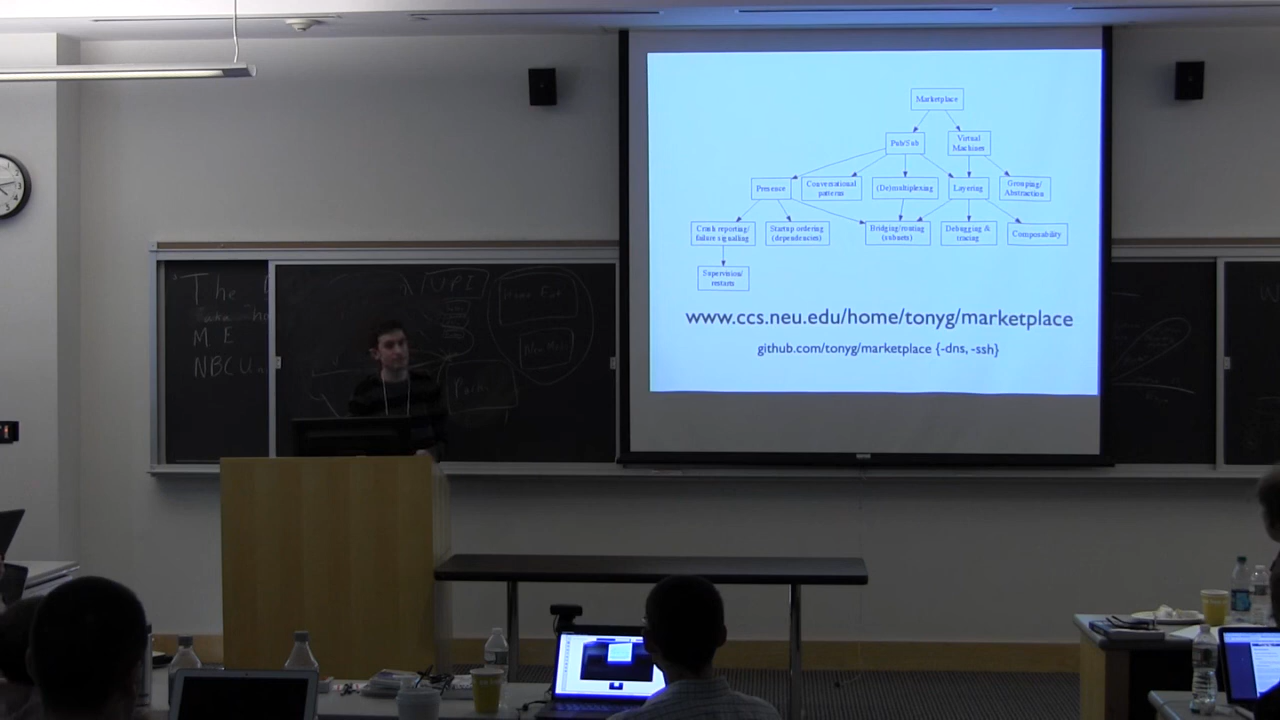 Marketplace
Pub/Sub
Virtual
Machines
Presence
Conversational
patterns
(De)multiplexing
Layering
Grouping/
Abstraction
Crash reporting/
failure signalling
Startup ordering
(dependencies)
Bridging/routing
(subnets)
Debugging &
tracing
Composability
Supervision/
restarts
www.ccs.neu.edu/home/tonyg/marketplace
github.com/tonyg/marketplace {-dns, -ssh}
The
aka
M E
NBCU